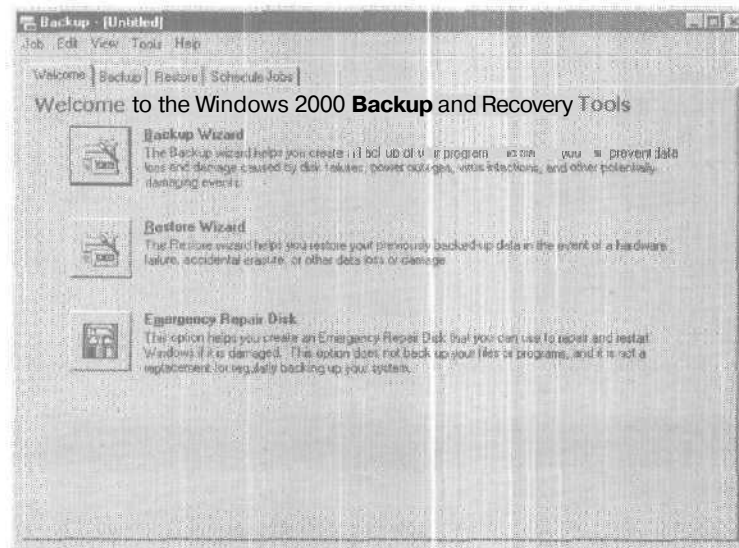 Backup - [Untitled]
Job Edit View Tools Help
Welcome Backup Restore Schedule Jobs
Welcome to the Windows 2000 Backup and Recovery Tools
Backup Wizard
The Backup wizard helps you create up of program prevent data
loss and damage caused by disk failures, power outages, virus infections, and other potentially
damaging events.
Restore Wizard
The Restore wizard helps you restore your previously backed-up data in the event of a hardware
failure, accidental erasure, or other data loss or damage.
Emergency Repair Disk
This option helps you create an Emergency Repair Disk that you can use to repair and restart
Windows if it is damaged. This option does not back up your files or programs, and it is not a
replacement for regularly backing up your system.